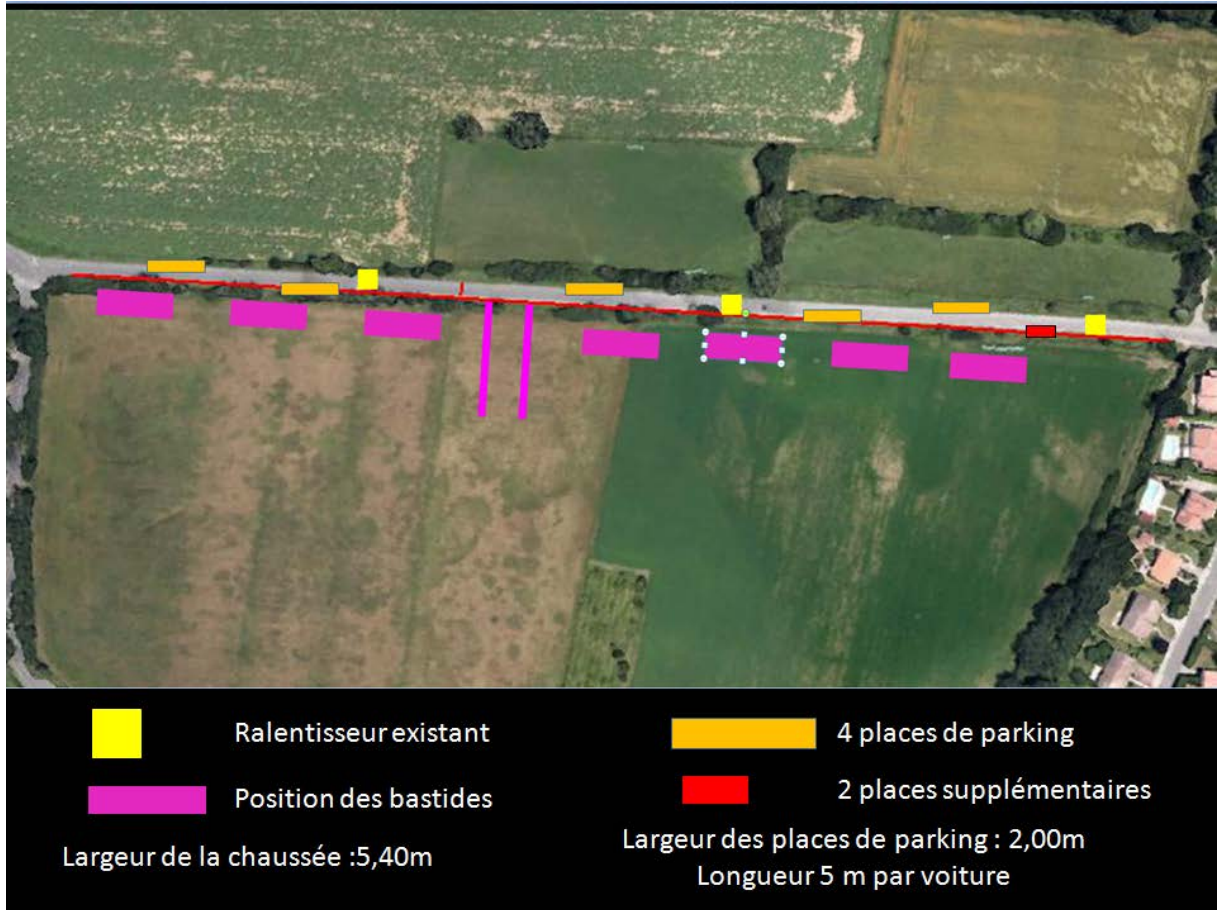 Ralentisseur existant
4 places de parking
Position des bastides
2 places supplémentaires
Largeur de la chaussée :5,40m
Largeur des places de parking : 2,00m
Longueur 5 m par voiture